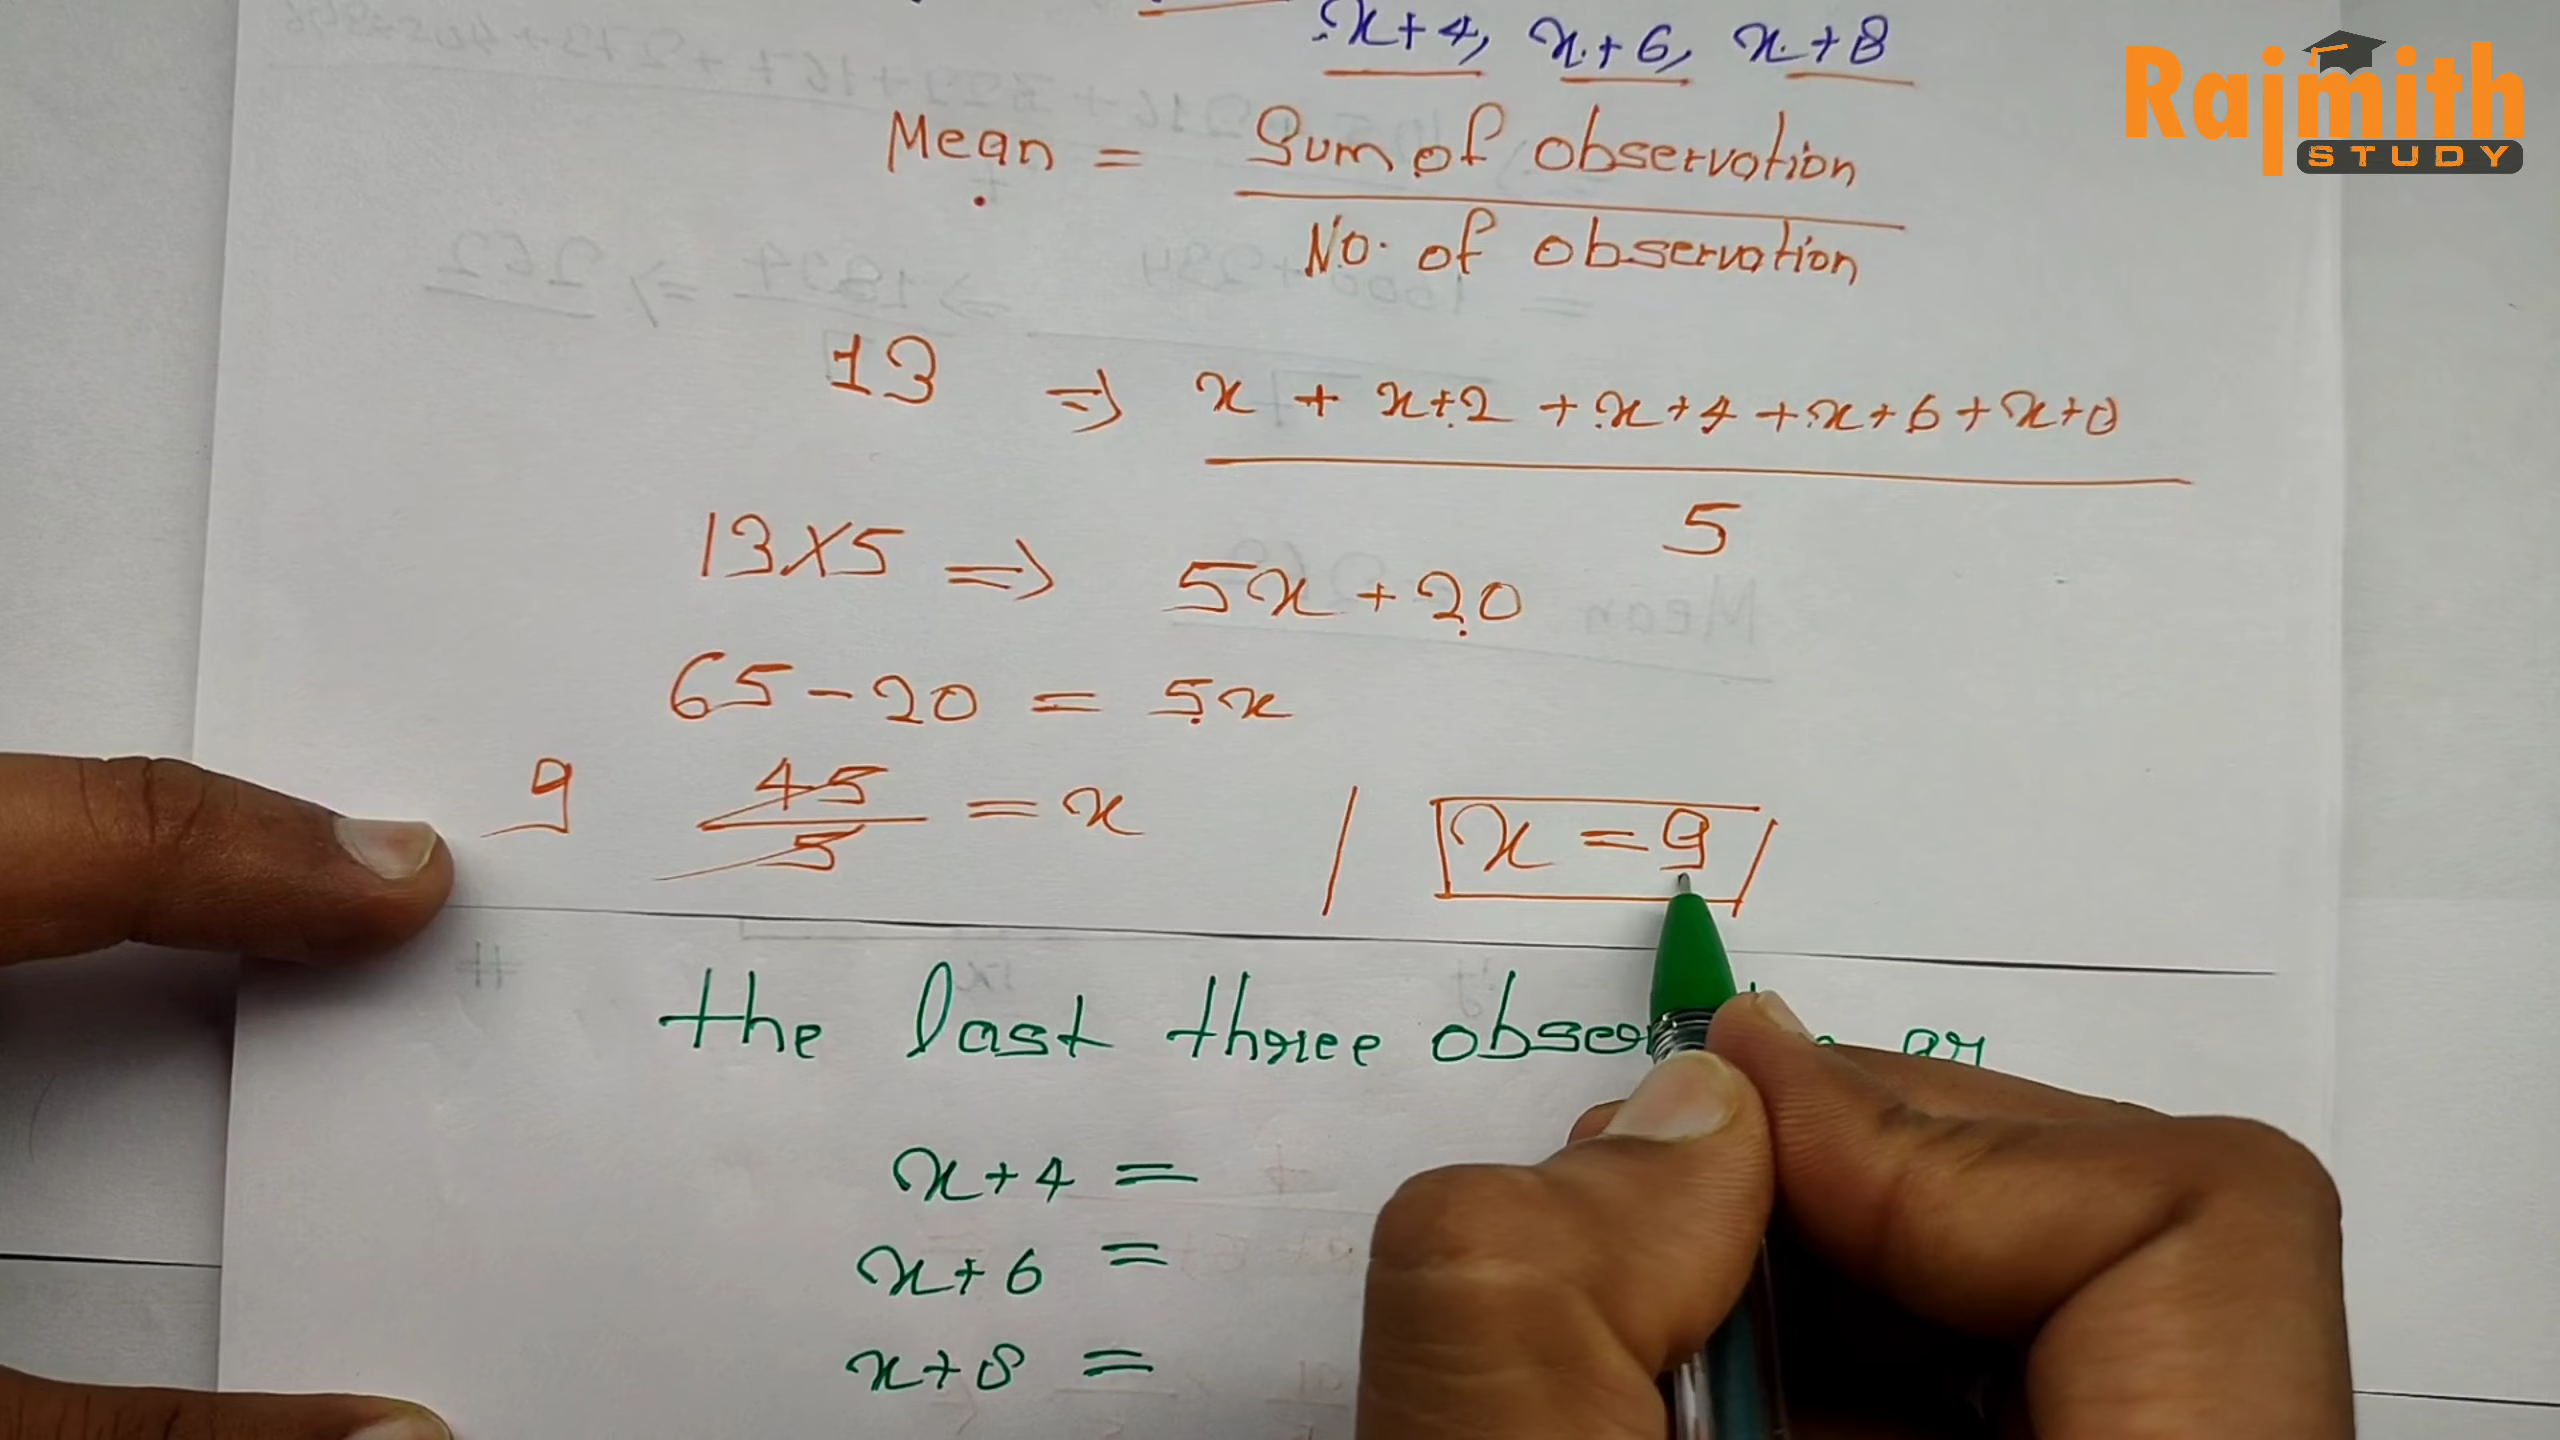 x+4, x+6, x+8
Rajmith
STUDY
Mean = Sum of observation
No. of observation
13 ⇒ x + x+2 + x+4 + x+6 + x+8
5
13×5 ⇒ 5x+20
65-20 = 5x
9 45/5 = x | x = 9
the last three
x+4 =
x+6 =
x+8 =